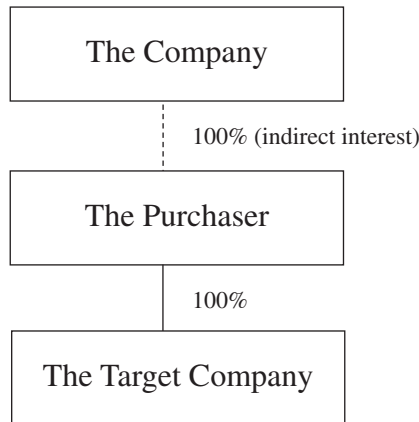 The Company
100% (indirect interest)
The Purchaser
100%
The Target Company